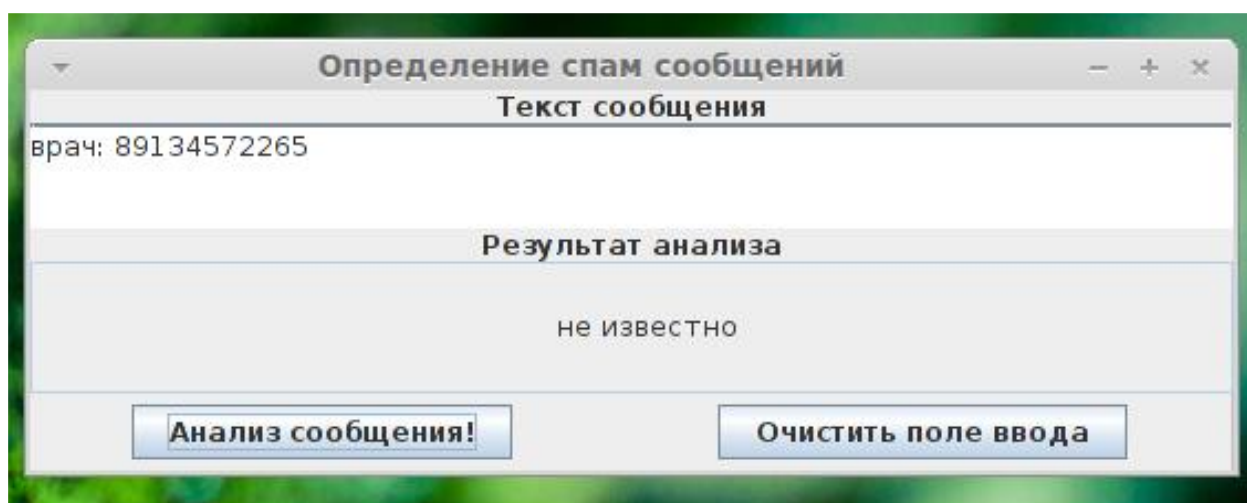 Определение спам сообщений
Текст сообщения
врач: 89134572265
Результат анализа
не известно
Анализ сообщения! Очистить поле ввода